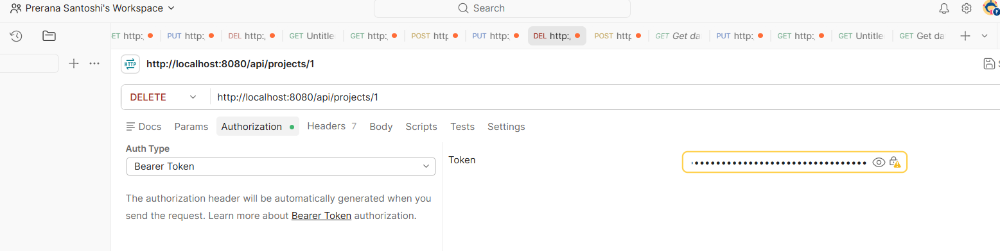 Prerana Santoshi's Workspace
Search
ET http:, PUT http:, DEL http:, GET Untitle GET http:, POST http PUT http:, DEL http:, POST http GET Get da PUT http:, GET http:, GET Untitle GET Get da
HTTP http://localhost:8080/api/projects/1
DELETE http://localhost:8080/api/projects/1
Docs Params Authorization Headers 7 Body Scripts Tests Settings
Auth Type
Bearer Token
Token
The authorization header will be automatically generated when you
send the request. Learn more about Bearer Token authorization.